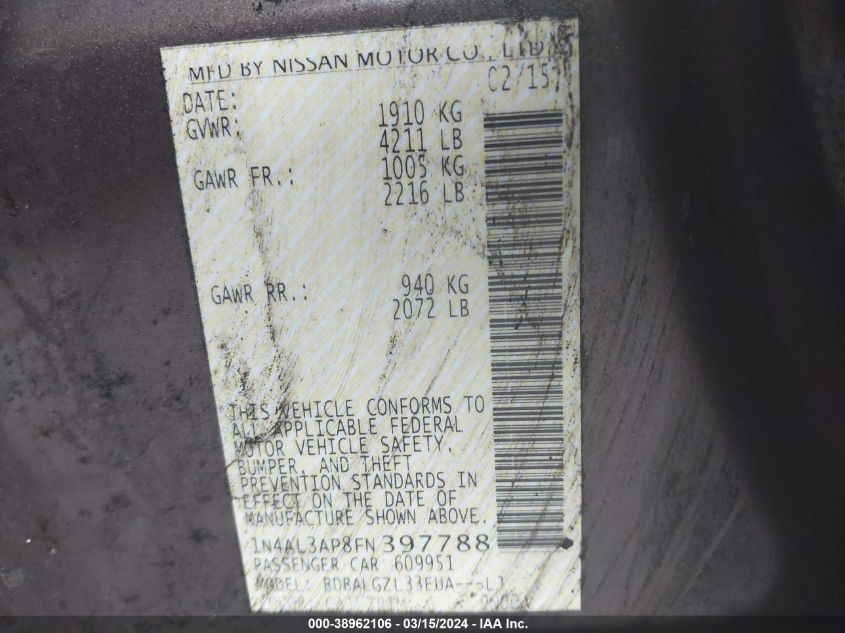 MFD BY NISSAN MOTOR CO., LTD.
DATE: 02/15
GVWR: 1910 KG
4211 LB
GAWR FR.: 1005 KG
2216 LB
GAWR RR.: 940 KG
2072 LB
THIS VEHICLE CONFORMS TO
ALL APPLICABLE FEDERAL
MOTOR VEHICLE SAFETY,
BUMPER, AND THEFT
PREVENTION STANDARDS IN
EFFECT ON THE DATE OF
MANUFACTURE SHOWN ABOVE.
1N4AL3AP8FN397788
PASSENGER CAR 609951
MODEL:
000-38962106 - 03/15/2024 - IAA Inc.